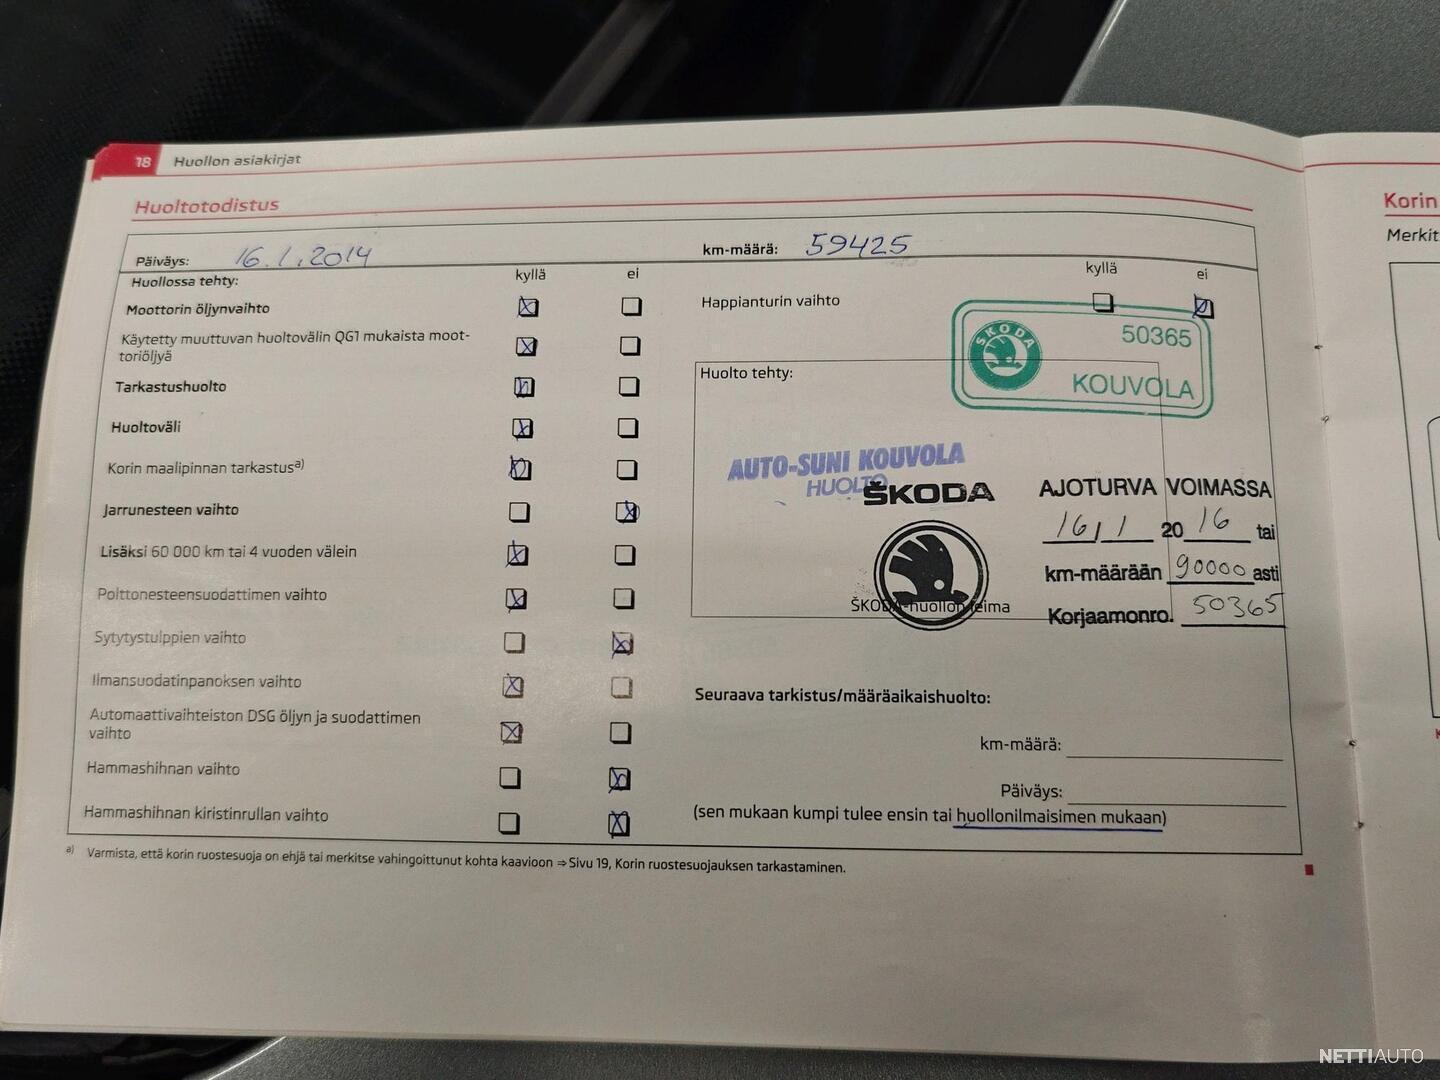 18 Huollon asiakirjat
Huoltotodistus
Päiväys: 16.1.2014
km-määrä: 59425
Huollossa tehty: kyllä ei
Moottorin öljynvaihto
Käytetty muuttuvan huoltovälin QG1 mukaista moot-
toriöljyä
Tarkastushuolto
Huoltoväli
Korin maalipinnan tarkastus a)
Jarrunesteen vaihto
Lisäksi 60 000 km tai 4 vuoden välein
Polttonesteensuodattimen vaihto
Sytytystulppien vaihto
Ilmansuodatinpanoksen vaihto
Automaattivaihteiston DSG öljyn ja suodattimen
vaihto
Hammashihnan vaihto
Hammashihnan kiristinrullan vaihto
kyllä ei
Happianturin vaihto
ŠKODA
50365
KOUVOLA
Huolto tehty:
AUTO-SUNI KOUVOLA
HUOLTO
ŠKODA
AJOTURVA VOIMASSA
16/1 2016 tai
km-määrään 90000 asti
ŠKODA-huollon leima
Korjaamonro. 50365
Seuraava tarkistus/määräaikaishuolto:
km-määrä:
Päiväys:
(sen mukaan kumpi tulee ensin tai huollonilmaisimen mukaan)
a) Varmista, että korin ruostesuoja on ehjä tai merkitse vahingoittunut kohta kaavioon ⇒ Sivu 19, Korin ruostesuojauksen tarkastaminen.
Korin
Merkit
NETTIAUTO